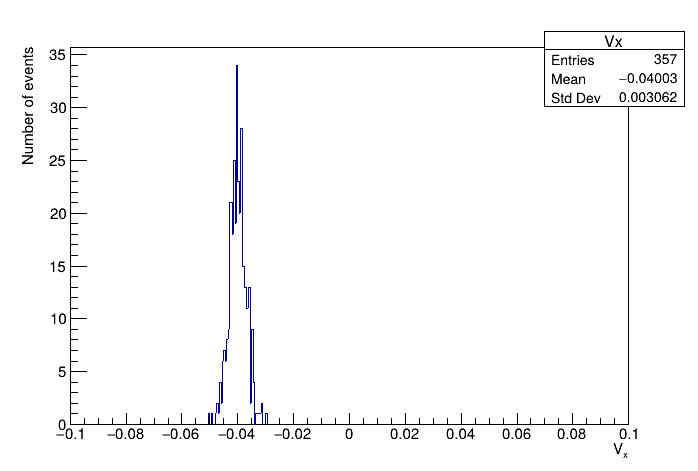 Vx
Entries 357
Mean −0.04003
Std Dev 0.003062
Number of events
35
30
25
20
15
10
5
0
−0.1 −0.08 −0.06 −0.04 −0.02 0 0.02 0.04 0.06 0.08 0.1
Vₓ